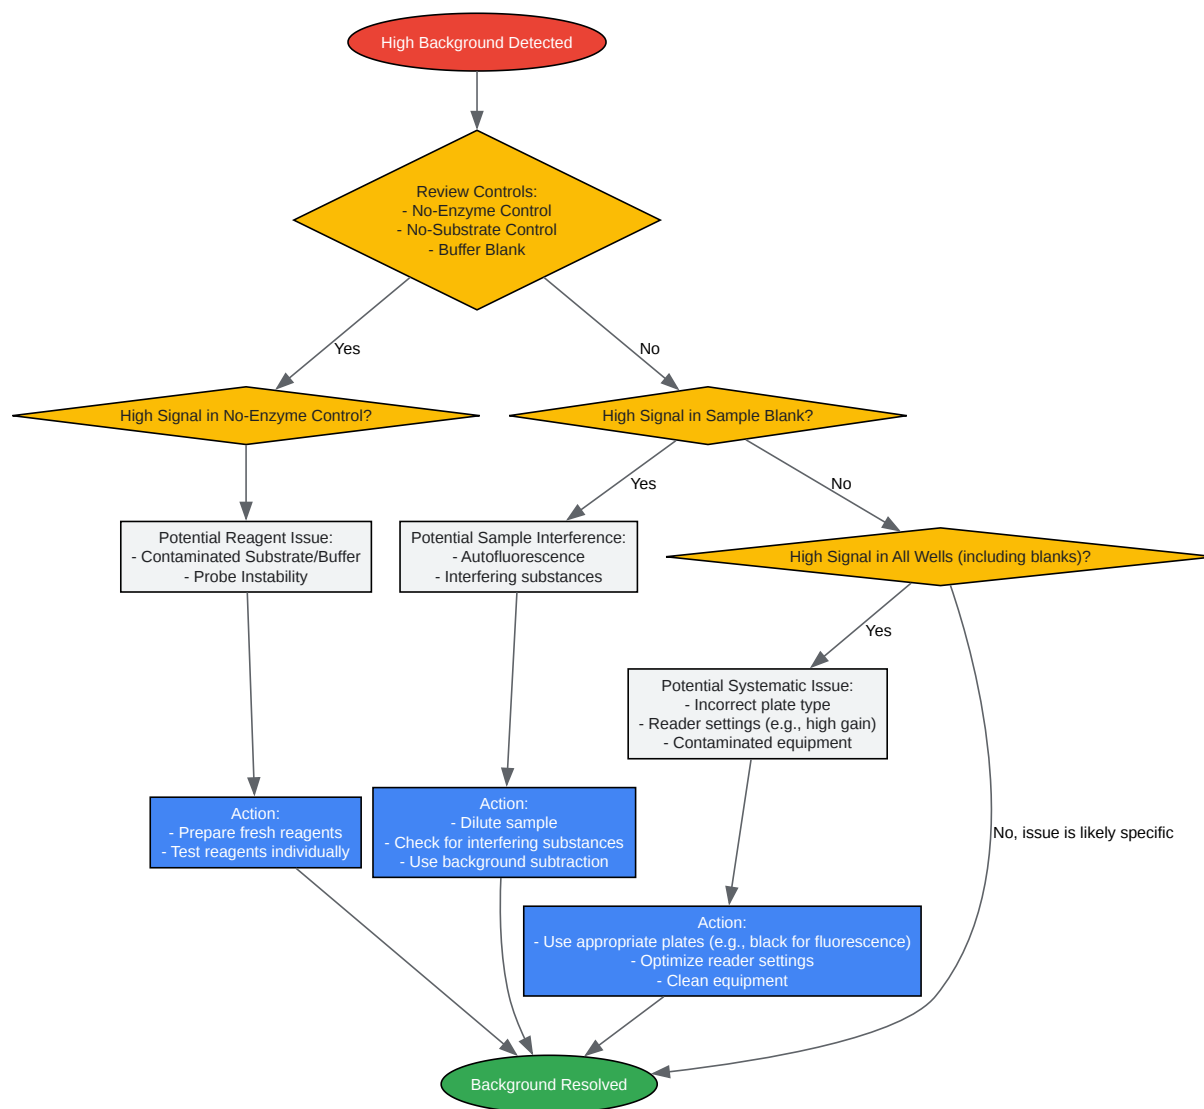 High Background Detected
Review Controls:
- No-Enzyme Control
- No-Substrate Control
- Buffer Blank
Yes
No
High Signal in No-Enzyme Control?
High Signal in Sample Blank?
Yes
No
Potential Reagent Issue:
- Contaminated Substrate/Buffer
- Probe Instability
Potential Sample Interference:
- Autofluorescence
- Interfering substances
High Signal in All Wells (including blanks)?
Yes
Potential Systematic Issue:
- Incorrect plate type
- Reader settings (e.g., high gain)
- Contaminated equipment
No, issue is likely specific
Action:
- Prepare fresh reagents
- Test reagents individually
Action:
- Dilute sample
- Check for interfering substances
- Use background subtraction
Action:
- Use appropriate plates (e.g., black for fluorescence)
- Optimize reader settings
- Clean equipment
Background Resolved